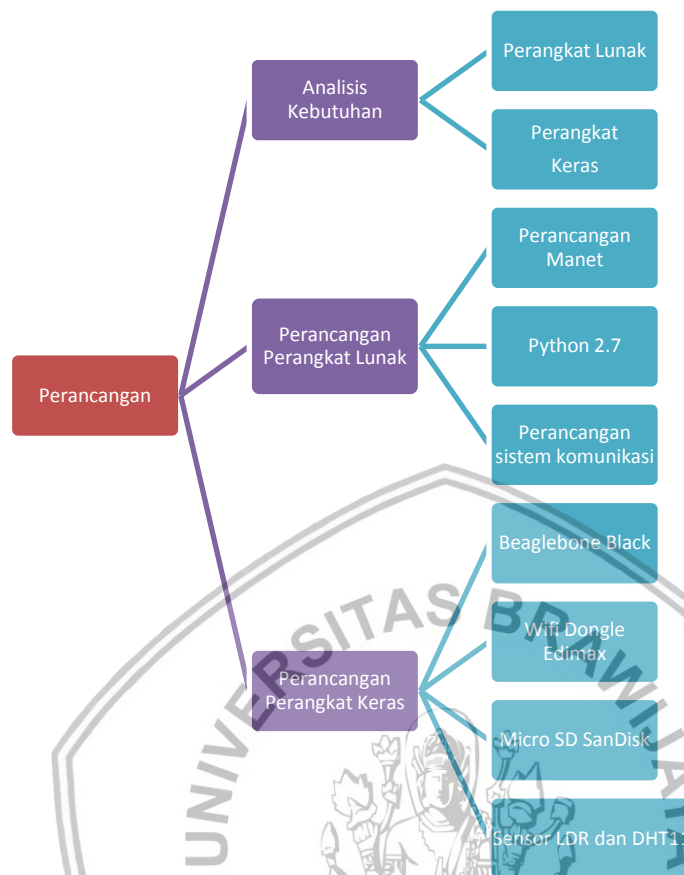 Perancangan
Analisis
Kebutuhan
Perangkat Lunak
Perangkat
Keras
Perancangan
Perangkat Lunak
Perancangan
Manet
Python 2.7
Perancangan
sistem komunikasi
Perancangan
Perangkat Keras
Beaglebone Black
Wifi Dongle
Edimax
Micro SD SanDisk
Sensor LDR dan DHT11
UNIVERSITAS BRAWIJAYA